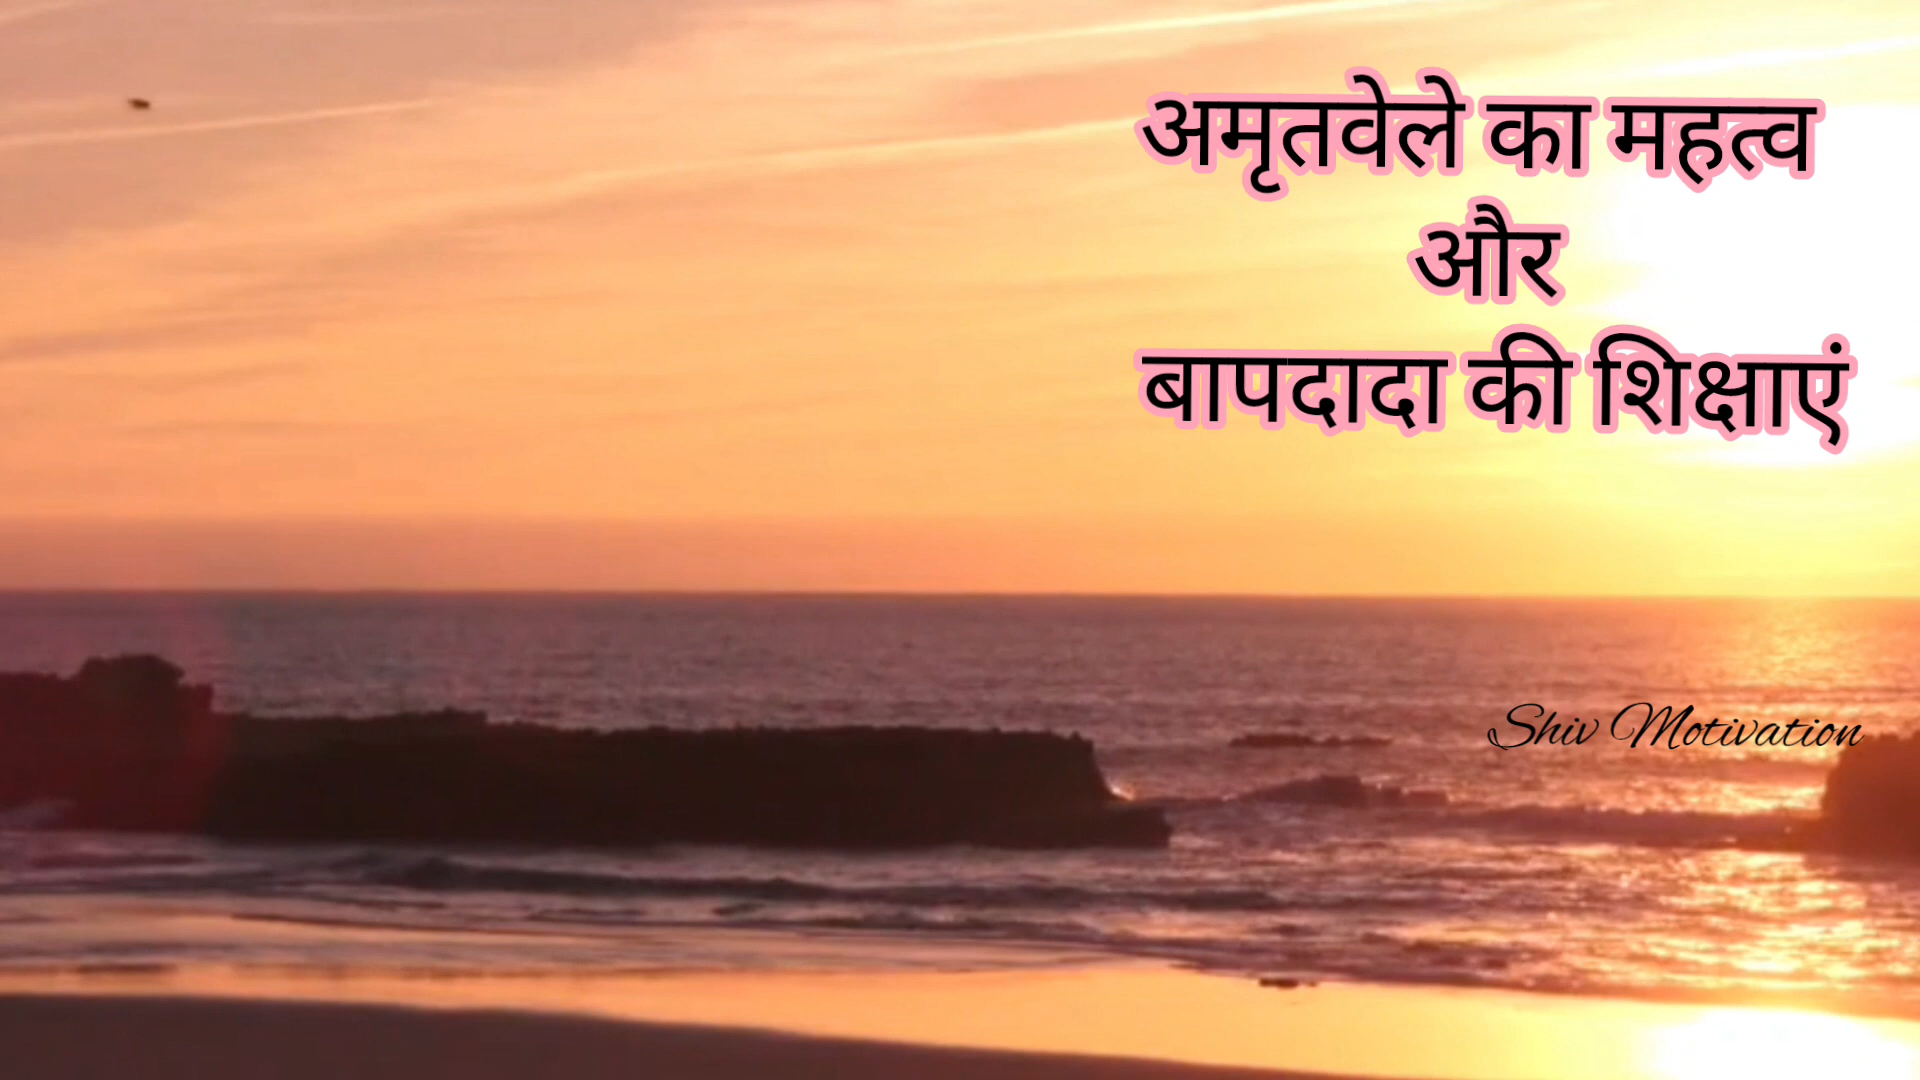 अमृतवेले का महत्व
और
बापदादा की शिक्षाएं
Shiv Motivation